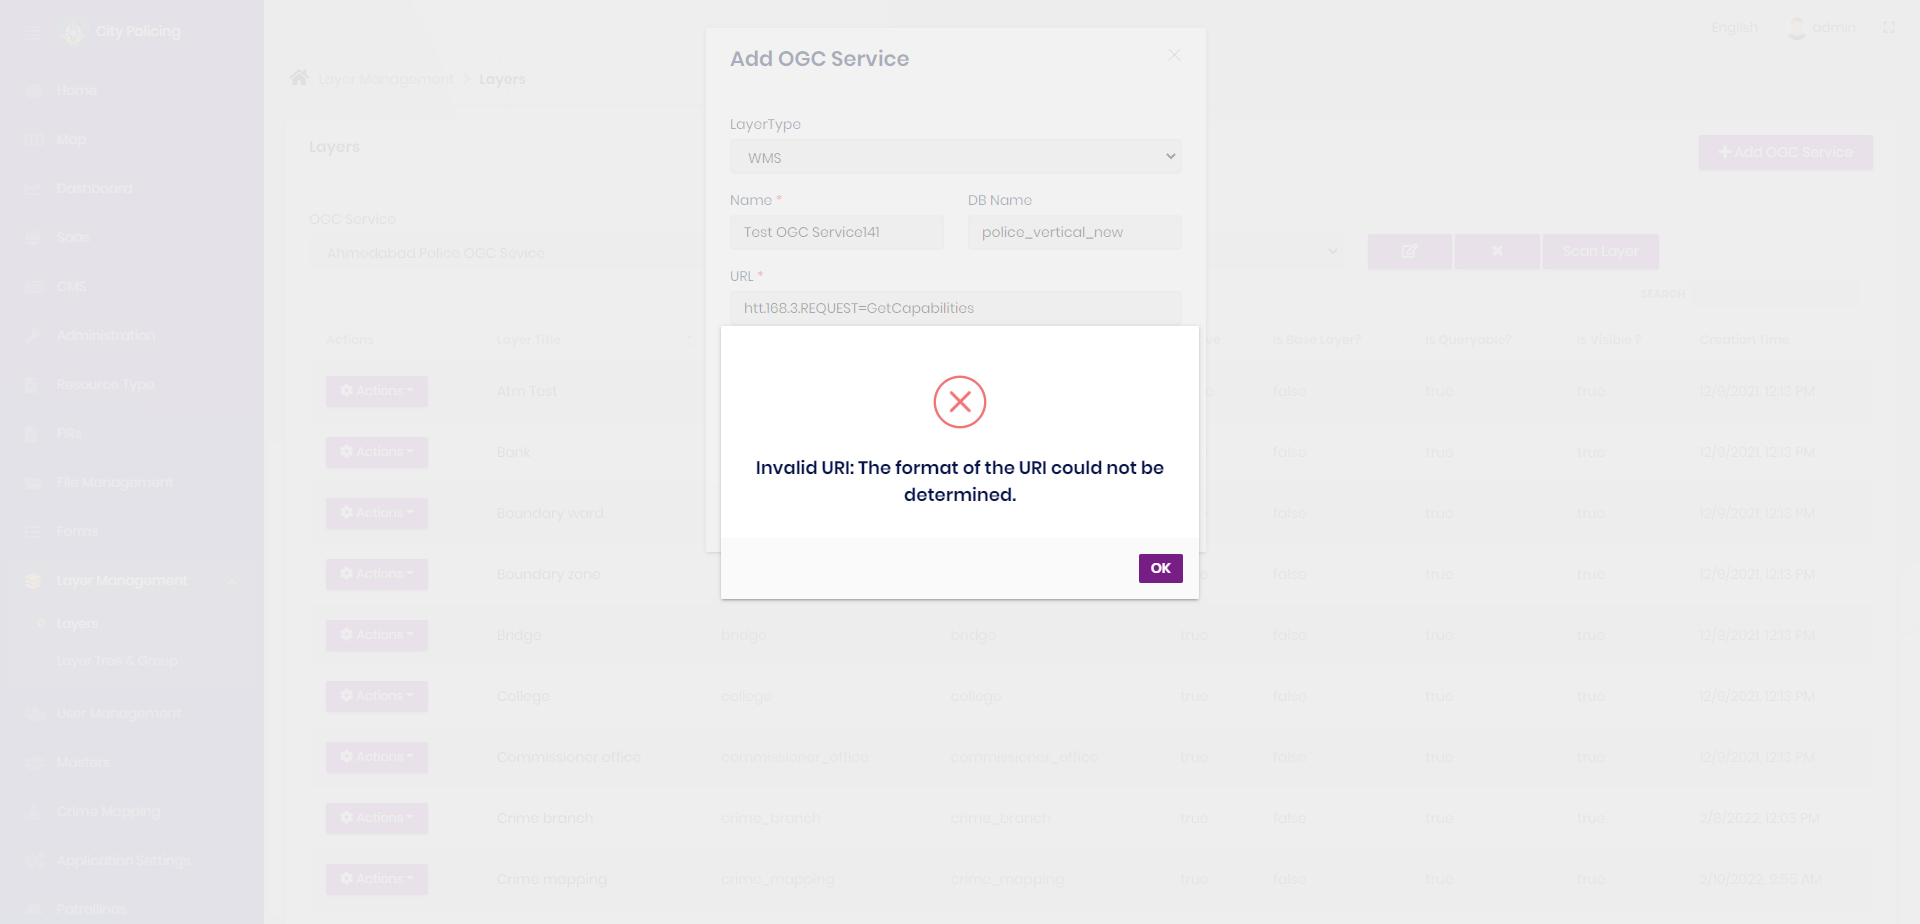 City Policing
English
admin
Home
Map
Dashboard
CMS
Administration
Resource Type
FIRs
File Management
Forms
Layer Management
Layers
Layer Tree & Group
User Management
Masters
Crime Mapping
Application Settings
Patrollings
Layer Management > Layers
Layers
+ Add OGC Service
OGC Service
Ahmedabad Police OGC Sevice
Scan Layer
SEARCH
Add OGC Service
LayerType
WMS
Name *
DB Name
Test OGC Service141
police_vertical_new
URL *
htt.168.3.REQUEST=GetCapabilities
Invalid URI: The format of the URI could not be
determined.
OK
Actions Layer Title Is Base Layer? Is Queryable? Is Visible ? Creation Time
Actions Atm Test false true true 12/9/2021, 12:13 PM
Actions Bank false true true 12/9/2021, 12:13 PM
Actions Boundary ward false true true 12/9/2021, 12:13 PM
Actions Boundary zone false true true 12/9/2021, 12:13 PM
Actions Bridge bridge bridge true false true true 12/9/2021, 12:13 PM
Actions College college college true false true true 12/9/2021, 12:13 PM
Actions Commissioner office commissioner_office commissioner_office true false true true 12/9/2021, 12:13 PM
Actions Crime branch crime_branch crime_branch true false true true 2/8/2022, 12:03 PM
Actions Crime mapping crime_mapping crime_mapping true false true true 2/10/2022, 9:55 AM